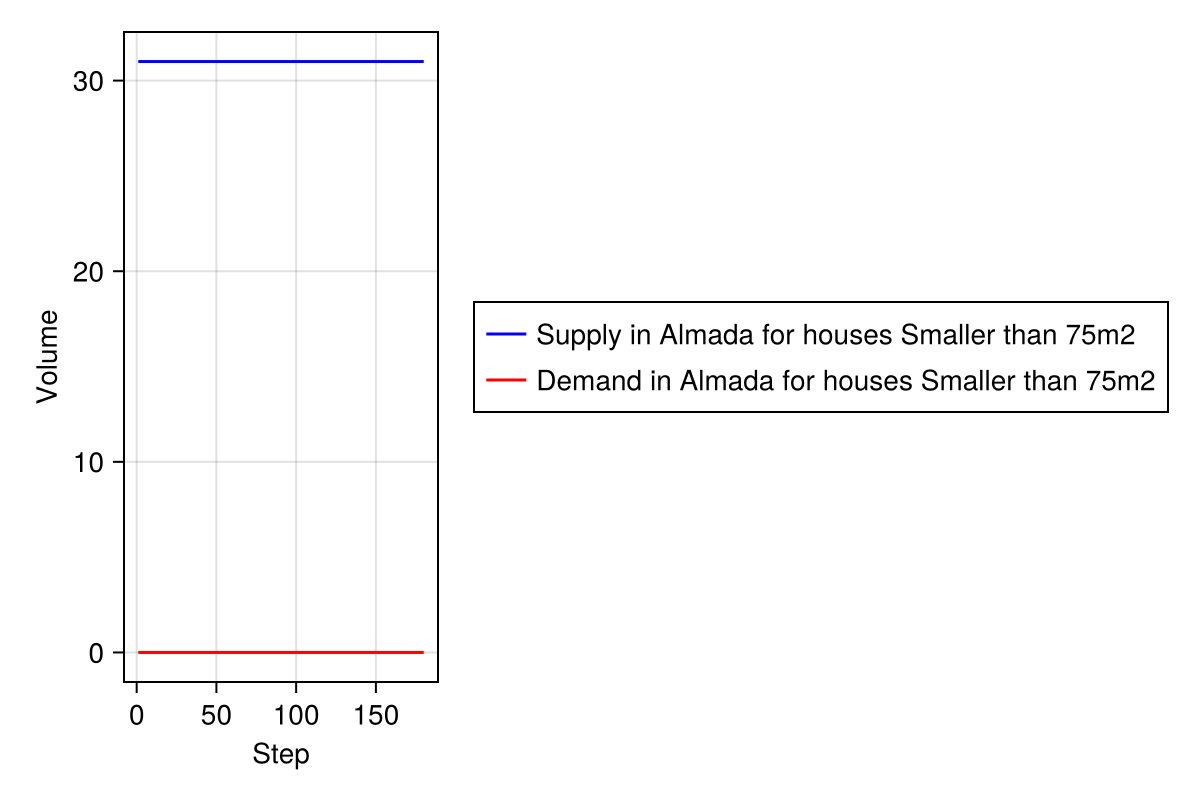 30
20
10
0
Volume
0 50 100 150
Step
Supply in Almada for houses Smaller than 75m2
Demand in Almada for houses Smaller than 75m2